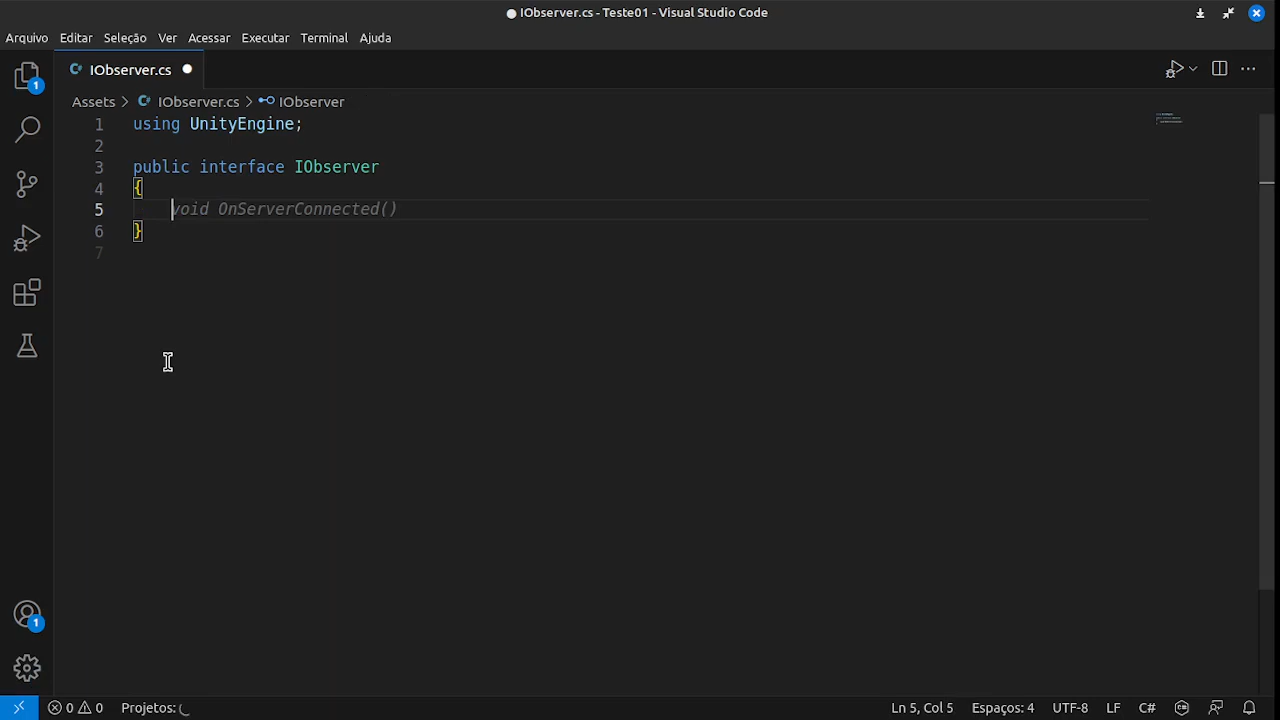 IObserver.cs - Teste01 - Visual Studio Code
Arquivo Editar Seleção Ver Acessar Executar Terminal Ajuda
1
IObserver.cs
Assets IObserver.cs IObserver
1 using UnityEngine;
2
3 public interface IObserver
4 {
5 void OnServerConnected()
6 }
7
1
0 0 Projetos: Ln 5, Col 5 Espaços: 4 UTF-8 LF C#